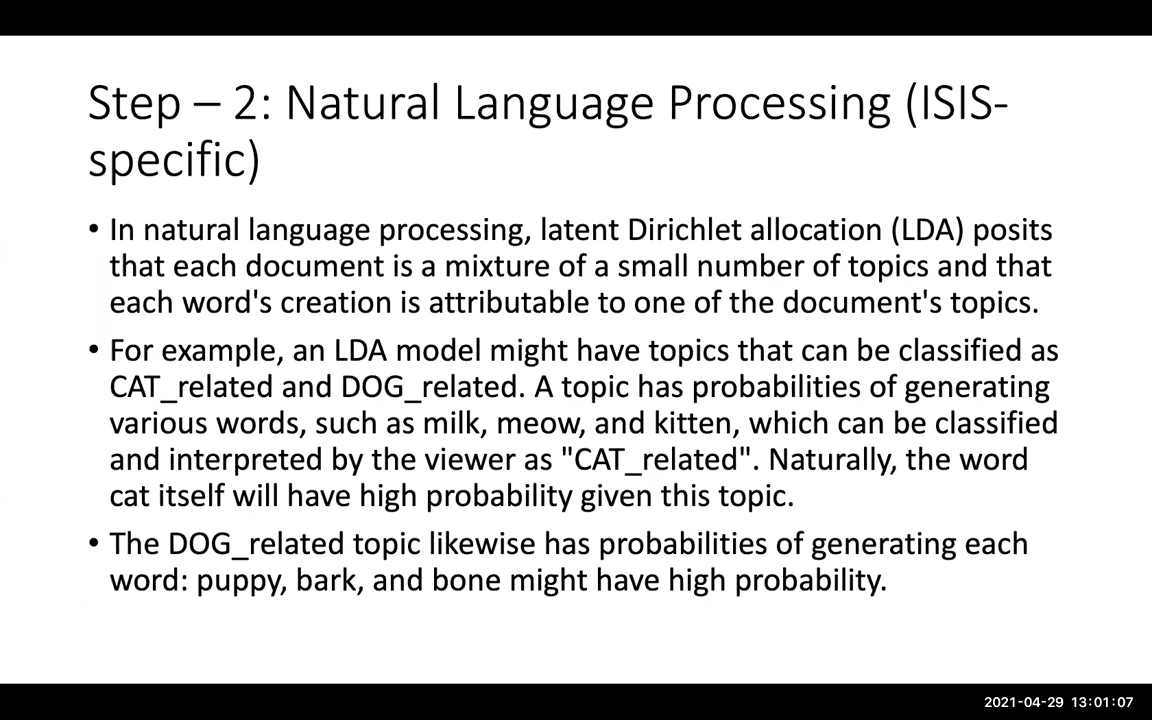 Step – 2: Natural Language Processing (ISIS-
specific)
• In natural language processing, latent Dirichlet allocation (LDA) posits
that each document is a mixture of a small number of topics and that
each word's creation is attributable to one of the document's topics.
• For example, an LDA model might have topics that can be classified as
CAT_related and DOG_related. A topic has probabilities of generating
various words, such as milk, meow, and kitten, which can be classified
and interpreted by the viewer as "CAT_related". Naturally, the word
cat itself will have high probability given this topic.
• The DOG_related topic likewise has probabilities of generating each
word: puppy, bark, and bone might have high probability.
2021-04-29 13:01:07